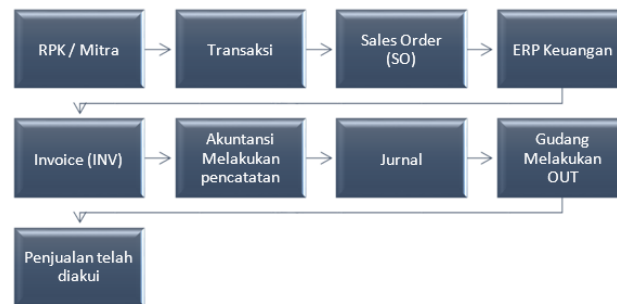 RPK / Mitra
Transaksi
Sales Order
(SO)
ERP Keuangan
Invoice (INV)
Akuntansi
Melakukan
pencatatan
Jurnal
Gudang
Melakukan
OUT
Penjualan telah
diakui